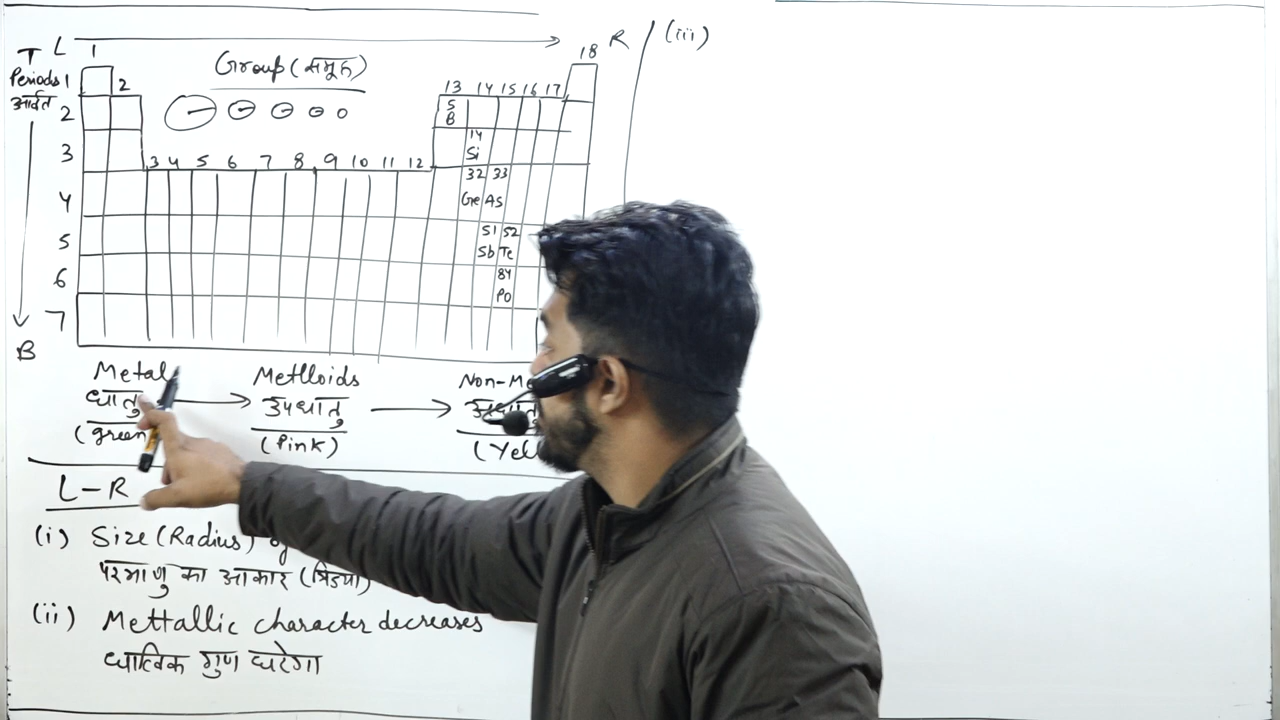 T L 1 18 R (iii)
Group (समूह)
Periods 1 2 13 14 15 16 17
आर्वत
2 5
B
14
3 Si
3 4 5 6 7 8 9 10 11 12
32 33
4 Ge As
51 52
5 Sb Te
6 84
Po
7
B
Metal Metlloids Non-Me
धातु उपधातु
(green (Pink) (Yell
L-R
(i) Size (Radius) of
परमाणु का आकार (त्रिज्या)
(ii) Mettallic character decreases
धात्विक गुण घटेगा